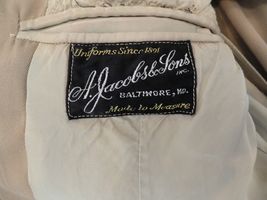 Uniforms Since 1891
A. Jacobs & Sons
INC.
BALTIMORE, MD.
Made to Measure